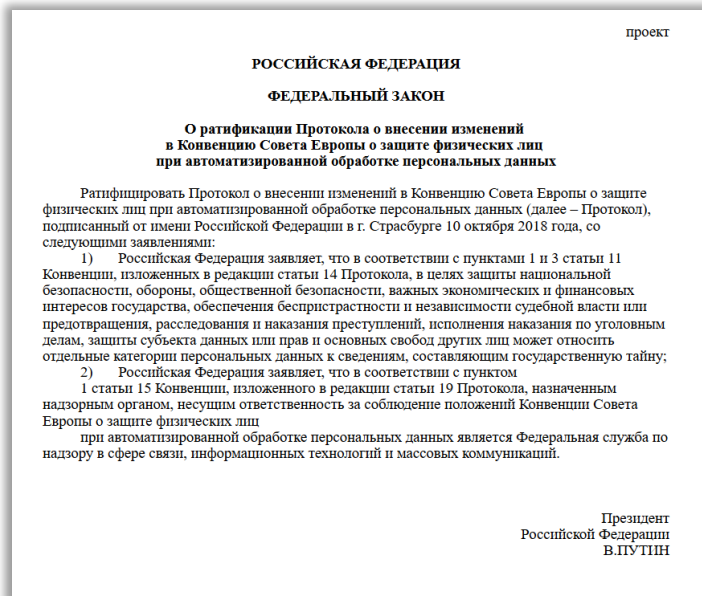 проект
РОССИЙСКАЯ ФЕДЕРАЦИЯ
ФЕДЕРАЛЬНЫЙ ЗАКОН
О ратификации Протокола о внесении изменений
в Конвенцию Совета Европы о защите физических лиц
при автоматизированной обработке персональных данных
Ратифицировать Протокол о внесении изменений в Конвенцию Совета Европы о защите
физических лиц при автоматизированной обработке персональных данных (далее – Протокол),
подписанный от имени Российской Федерации в г. Страсбурге 10 октября 2018 года, со
следующими заявлениями:
1) Российская Федерация заявляет, что в соответствии с пунктами 1 и 3 статьи 11
Конвенции, изложенных в редакции статьи 14 Протокола, в целях защиты национальной
безопасности, обороны, общественной безопасности, важных экономических и финансовых
интересов государства, обеспечения беспристрастности и независимости судебной власти или
предотвращения, расследования и наказания преступлений, исполнения наказания по уголовным
делам, защиты субъекта данных или прав и основных свобод других лиц может относить
отдельные категории персональных данных к сведениям, составляющим государственную тайну;
2) Российская Федерация заявляет, что в соответствии с пунктом
1 статьи 15 Конвенции, изложенного в редакции статьи 19 Протокола, назначенным
надзорным органом, несущим ответственность за соблюдение положений Конвенции Совета
Европы о защите физических лиц
при автоматизированной обработке персональных данных является Федеральная служба по
надзору в сфере связи, информационных технологий и массовых коммуникаций.
Президент
Российской Федерации
В.ПУТИН